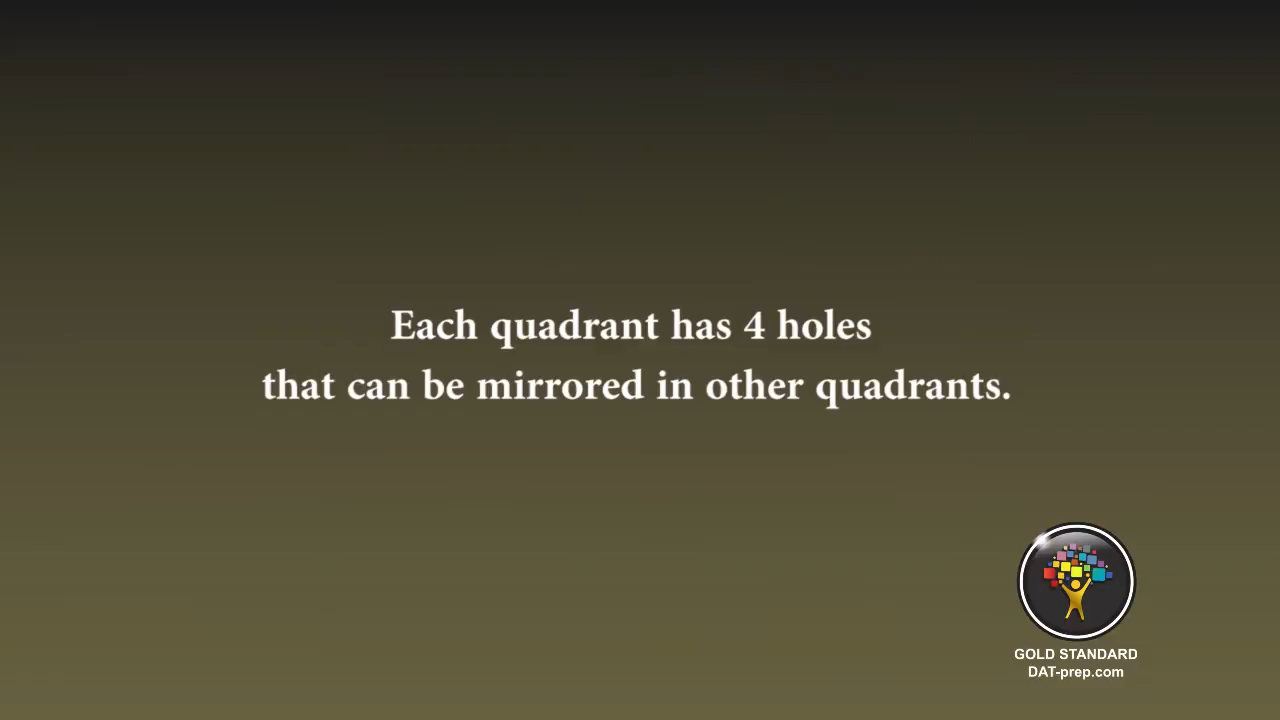 Each quadrant has 4 holes
that can be mirrored in other quadrants.
GOLD STANDARD
DAT-prep.com